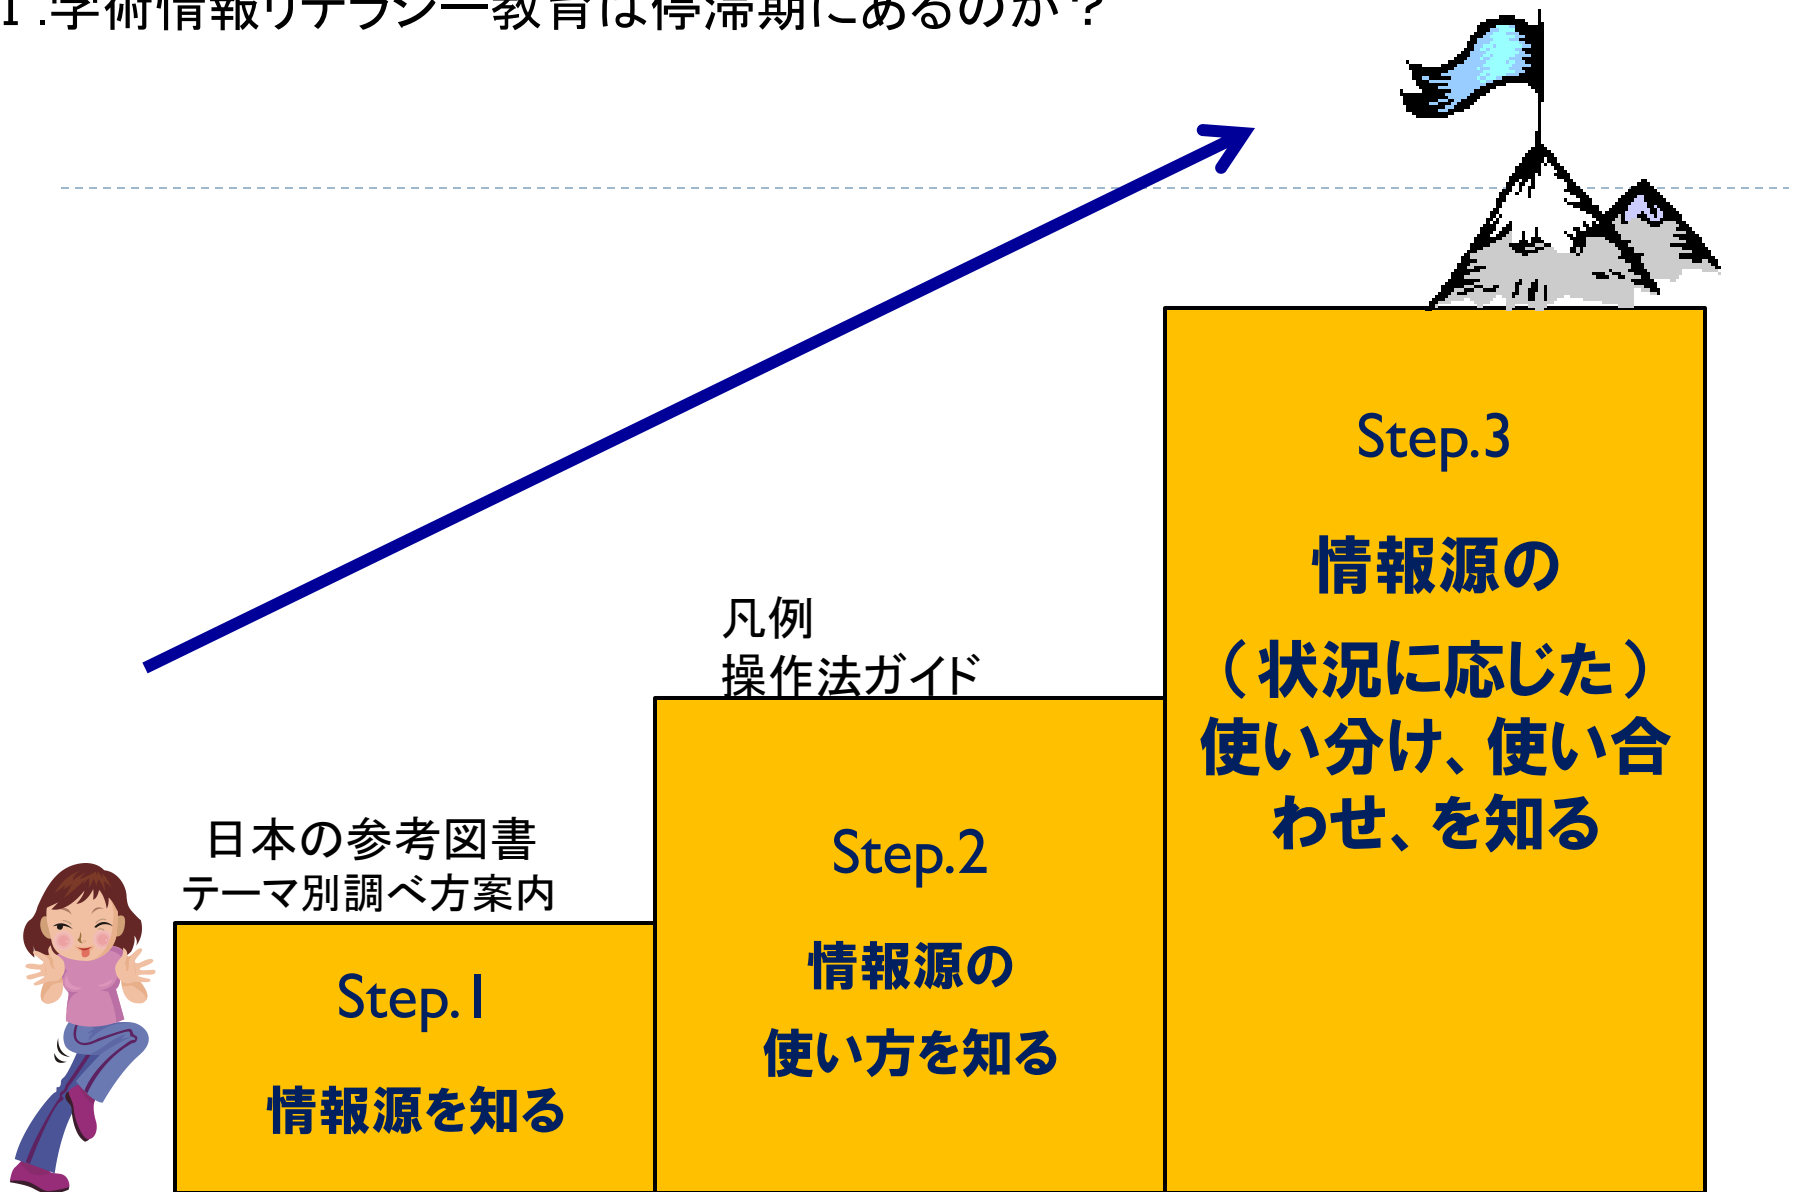 Ⅰ.学術情報リテラシー教育は停滞期にあるのか？
日本の参考図書
テーマ別調べ方案内
Step.1
情報源を知る
凡例
操作法ガイド
Step.2
情報源の
使い方を知る
Step.3
情報源の
（状況に応じた）
使い分け、使い合
わせ、を知る